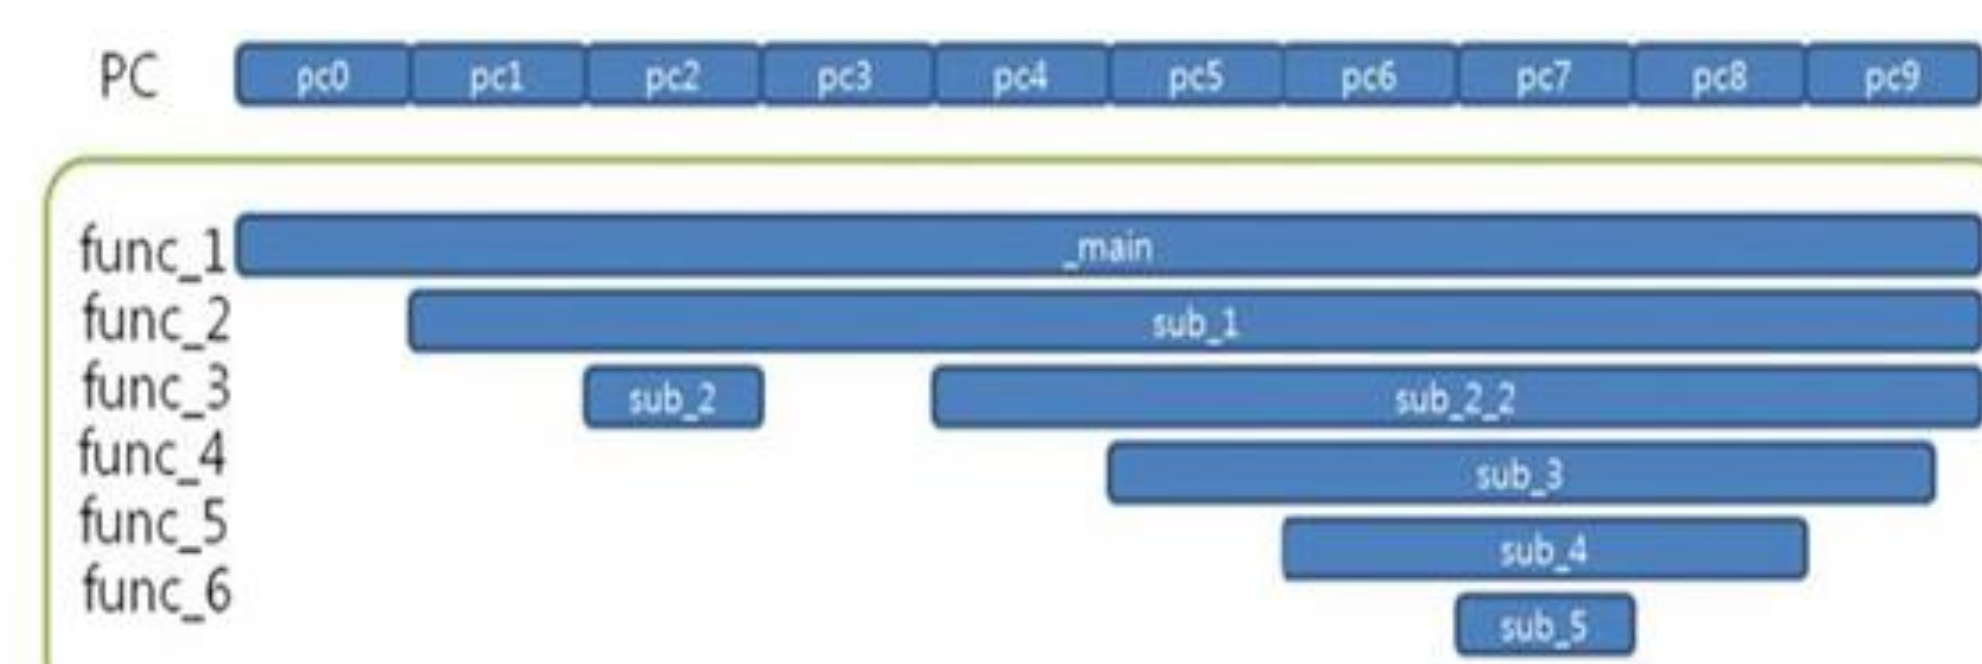 PC pc0 pc1 pc2 pc3 pc4 pc5 pc6 pc7 pc8 pc9
func_1 _main
func_2 sub_1
func_3 sub_2 sub_2_2
func_4 sub_3
func_5 sub_4
func_6 sub_5